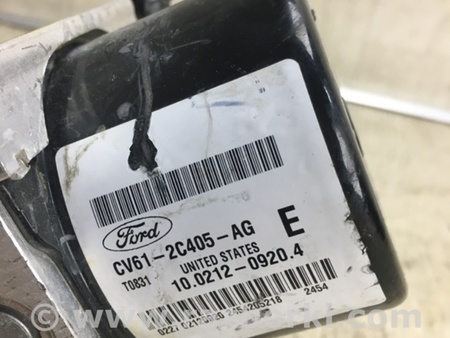 Ford
CV61-2C405-AG E
UNITED STATES
T0831 10.0212-0920.4
2454